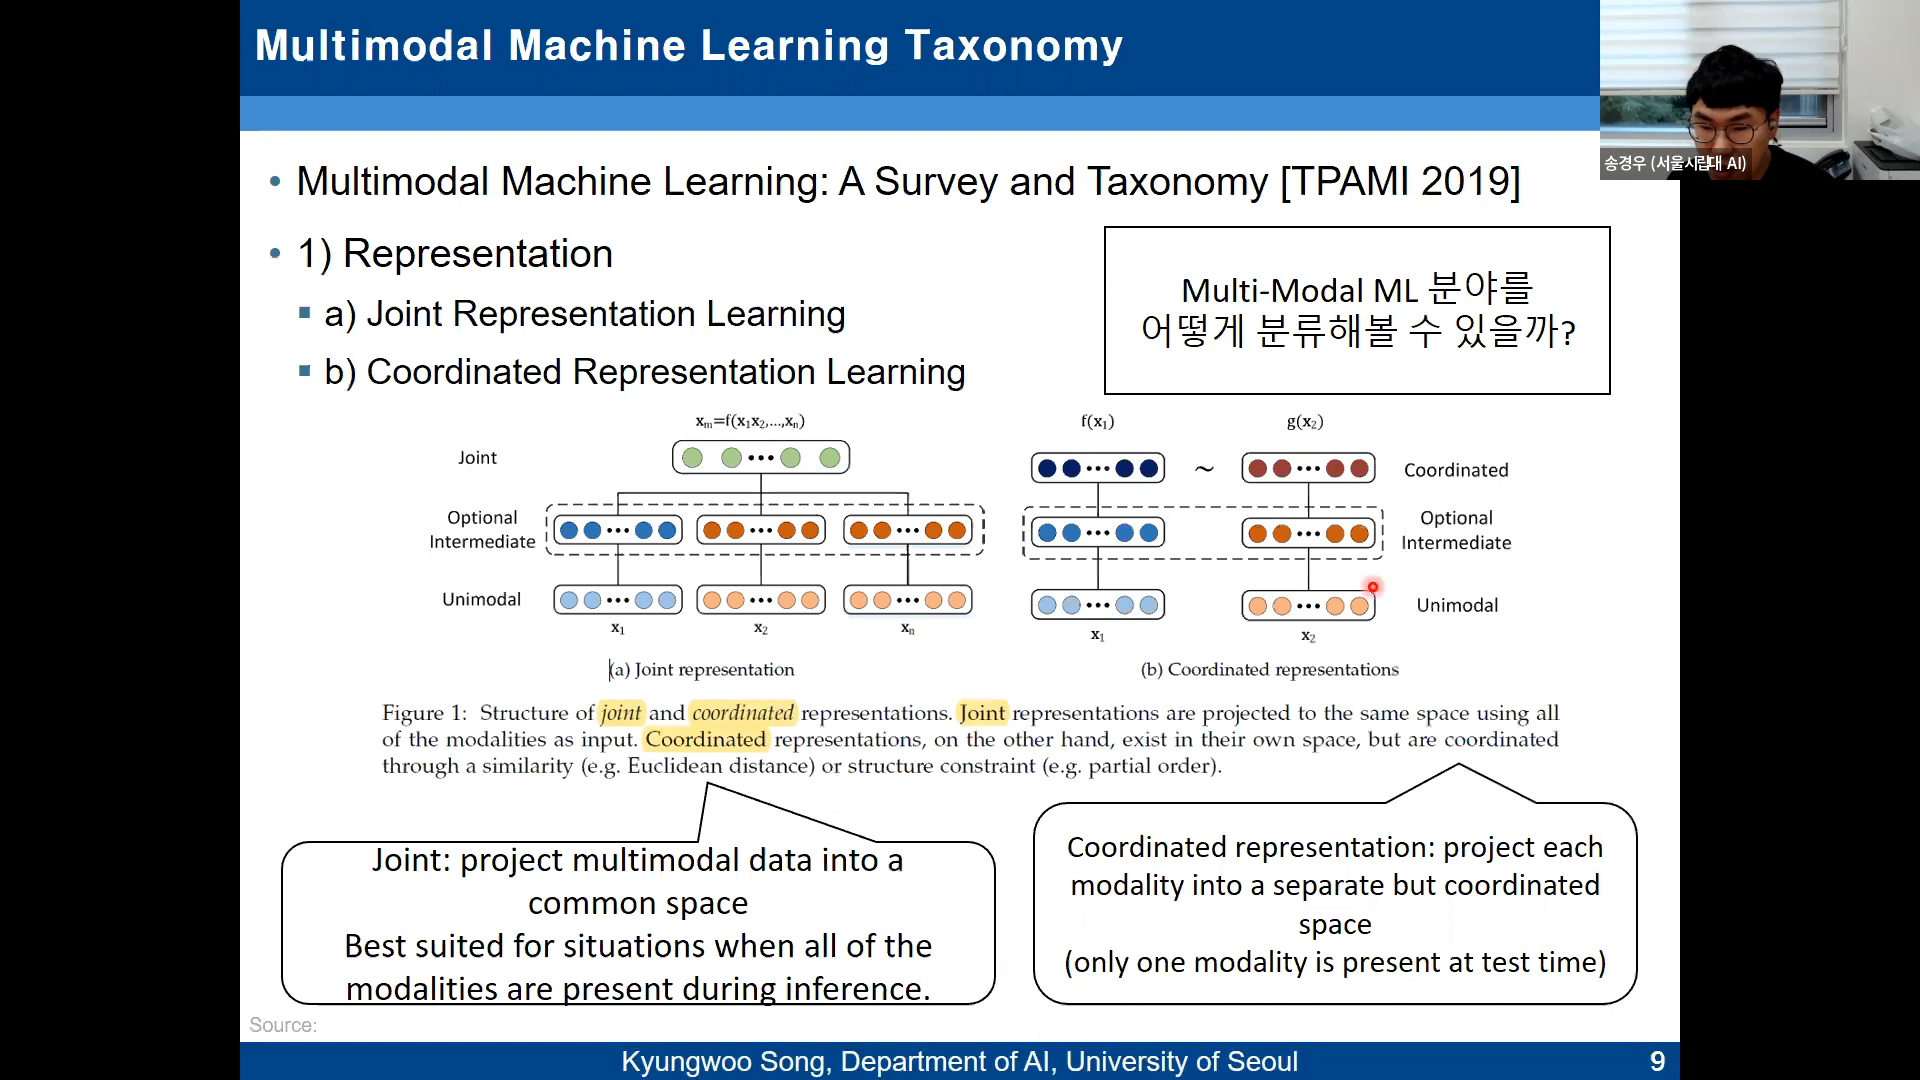 Multimodal Machine Learning Taxonomy
송경우 (서울시립대 AI)
• Multimodal Machine Learning: A Survey and Taxonomy [TPAMI 2019]
• 1) Representation
▪ a) Joint Representation Learning
▪ b) Coordinated Representation Learning
Multi-Modal ML 분야를
어떻게 분류해볼 수 있을까?
xₘ=f(x₁x₂,...,xₙ)
Joint
Optional
Intermediate
Unimodal
x₁ x₂ xₙ
(a) Joint representation
f(x₁) g(x₂)
~
Coordinated
Optional
Intermediate
Unimodal
x₁ x₂
(b) Coordinated representations
Figure 1: Structure of joint and coordinated representations. Joint representations are projected to the same space using all
of the modalities as input. Coordinated representations, on the other hand, exist in their own space, but are coordinated
through a similarity (e.g. Euclidean distance) or structure constraint (e.g. partial order).
Joint: project multimodal data into a
common space
Best suited for situations when all of the
modalities are present during inference.
Coordinated representation: project each
modality into a separate but coordinated
space
(only one modality is present at test time)
Source:
Kyungwoo Song, Department of AI, University of Seoul
9